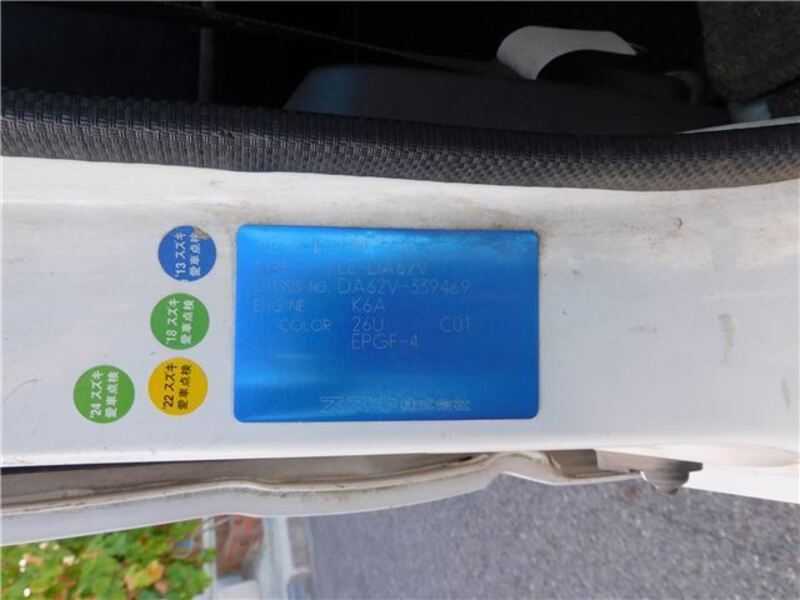 TYPE LE-DA62V
CHASSIS NO. DA62V-339469
ENGINE K6A
COLOR 26U C01
EPGF-4
スズキ株式会社
'13 スズキ
愛車点検
'18 スズキ
愛車点検
'22 スズキ
愛車点検
'24 スズキ
愛車点検